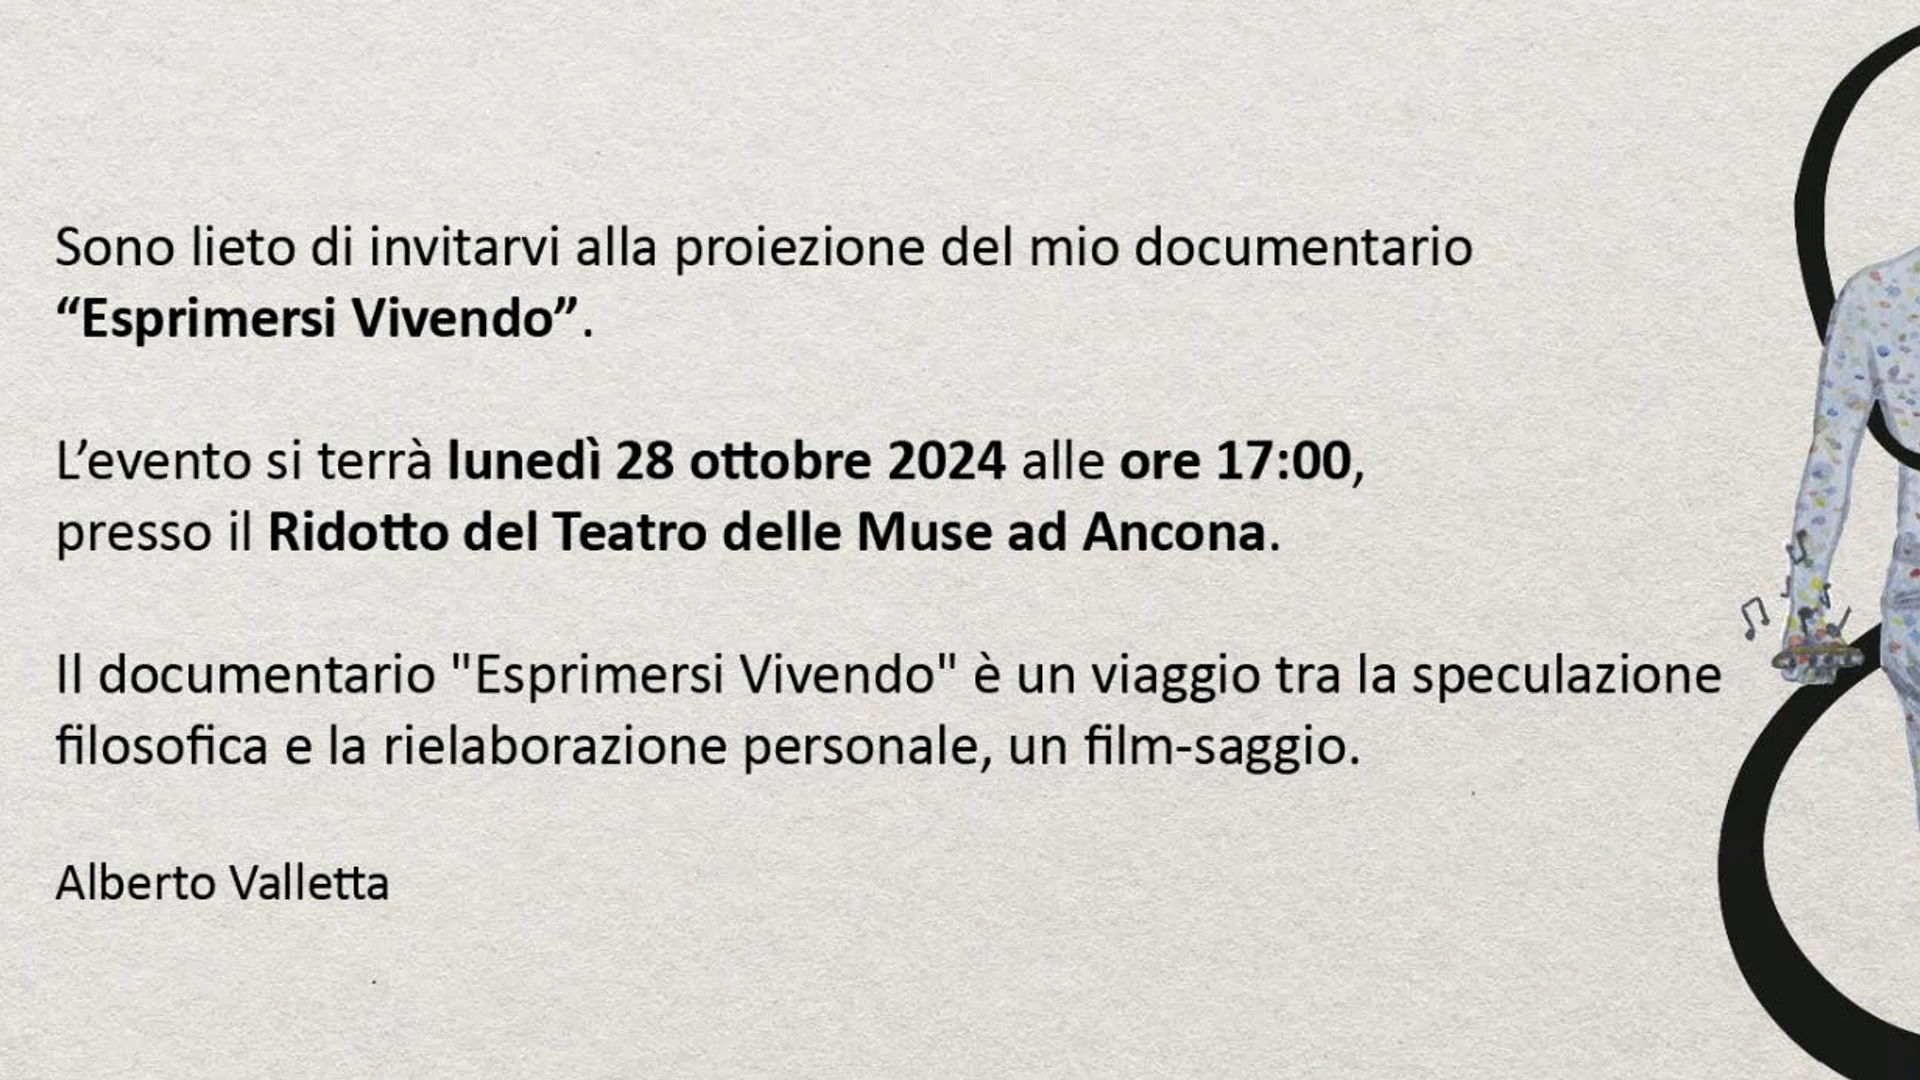 Sono lieto di invitarvi alla proiezione del mio documentario
“Esprimersi Vivendo”.
L’evento si terrà lunedì 28 ottobre 2024 alle ore 17:00,
presso il Ridotto del Teatro delle Muse ad Ancona.
Il documentario "Esprimersi Vivendo" è un viaggio tra la speculazione
filosofica e la rielaborazione personale, un film-saggio.
Alberto Valletta